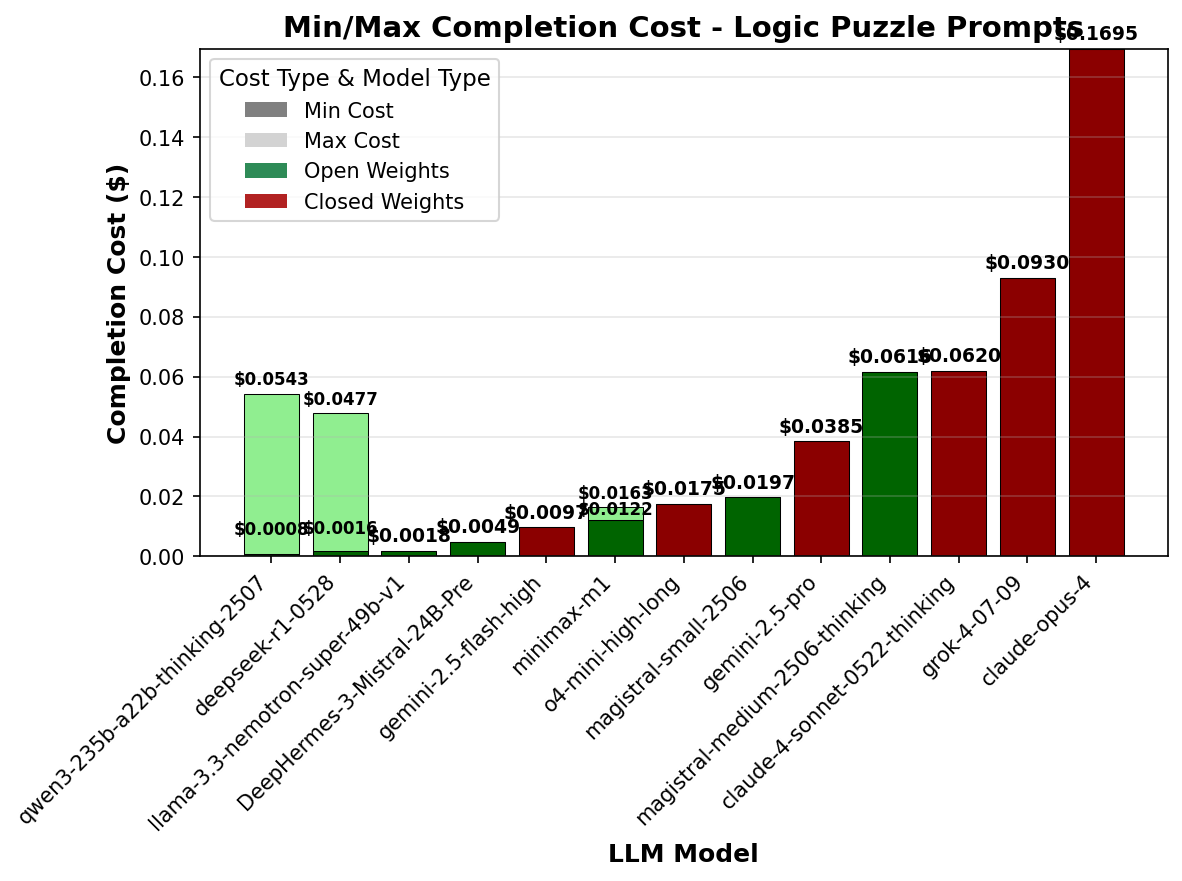 Min/Max Completion Cost - Logic Puzzle Prompts
$0.1695
Completion Cost ($)
0.16
0.14
0.12
0.10
0.08
0.06
0.04
0.02
0.00
Cost Type & Model Type
Min Cost
Max Cost
Open Weights
Closed Weights
$0.0543
$0.0008
$0.0477
$0.0016
$0.0018
$0.0049
$0.0097
$0.0163
$0.0122
$0.0175
$0.0197
$0.0385
$0.0620
$0.0930
qwen3-235b-a22b-thinking-2507
deepseek-r1-0528
llama-3.3-nemotron-super-49b-v1
DeepHermes-3-Mistral-24B-Pre
gemini-2.5-flash-high
minimax-m1
o4-mini-high-long
magistral-small-2506
gemini-2.5-pro
magistral-medium-2506-thinking
claude-4-sonnet-0522-thinking
grok-4-07-09
claude-opus-4
LLM Model